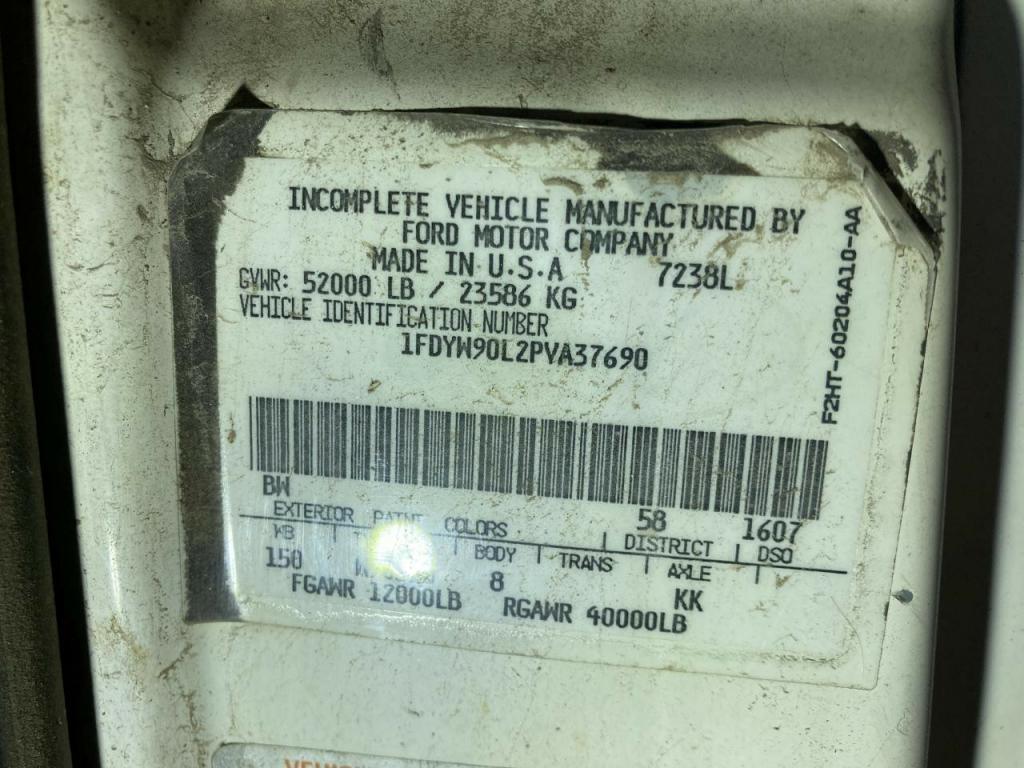 INCOMPLETE VEHICLE MANUFACTURED BY
FORD MOTOR COMPANY
MADE IN U.S.A 7238L
GVWR: 52000 LB / 23586 KG
VEHICLE IDENTIFICATION NUMBER
1FDYW90L2PVA37690
F2HT-60204A10-AA
BW
58 1607
EXTERIOR PAINT COLORS DISTRICT DSO
WB BODY TRANS AXLE
150 8 KK
FGAWR 12000LB RGAWR 40000LB